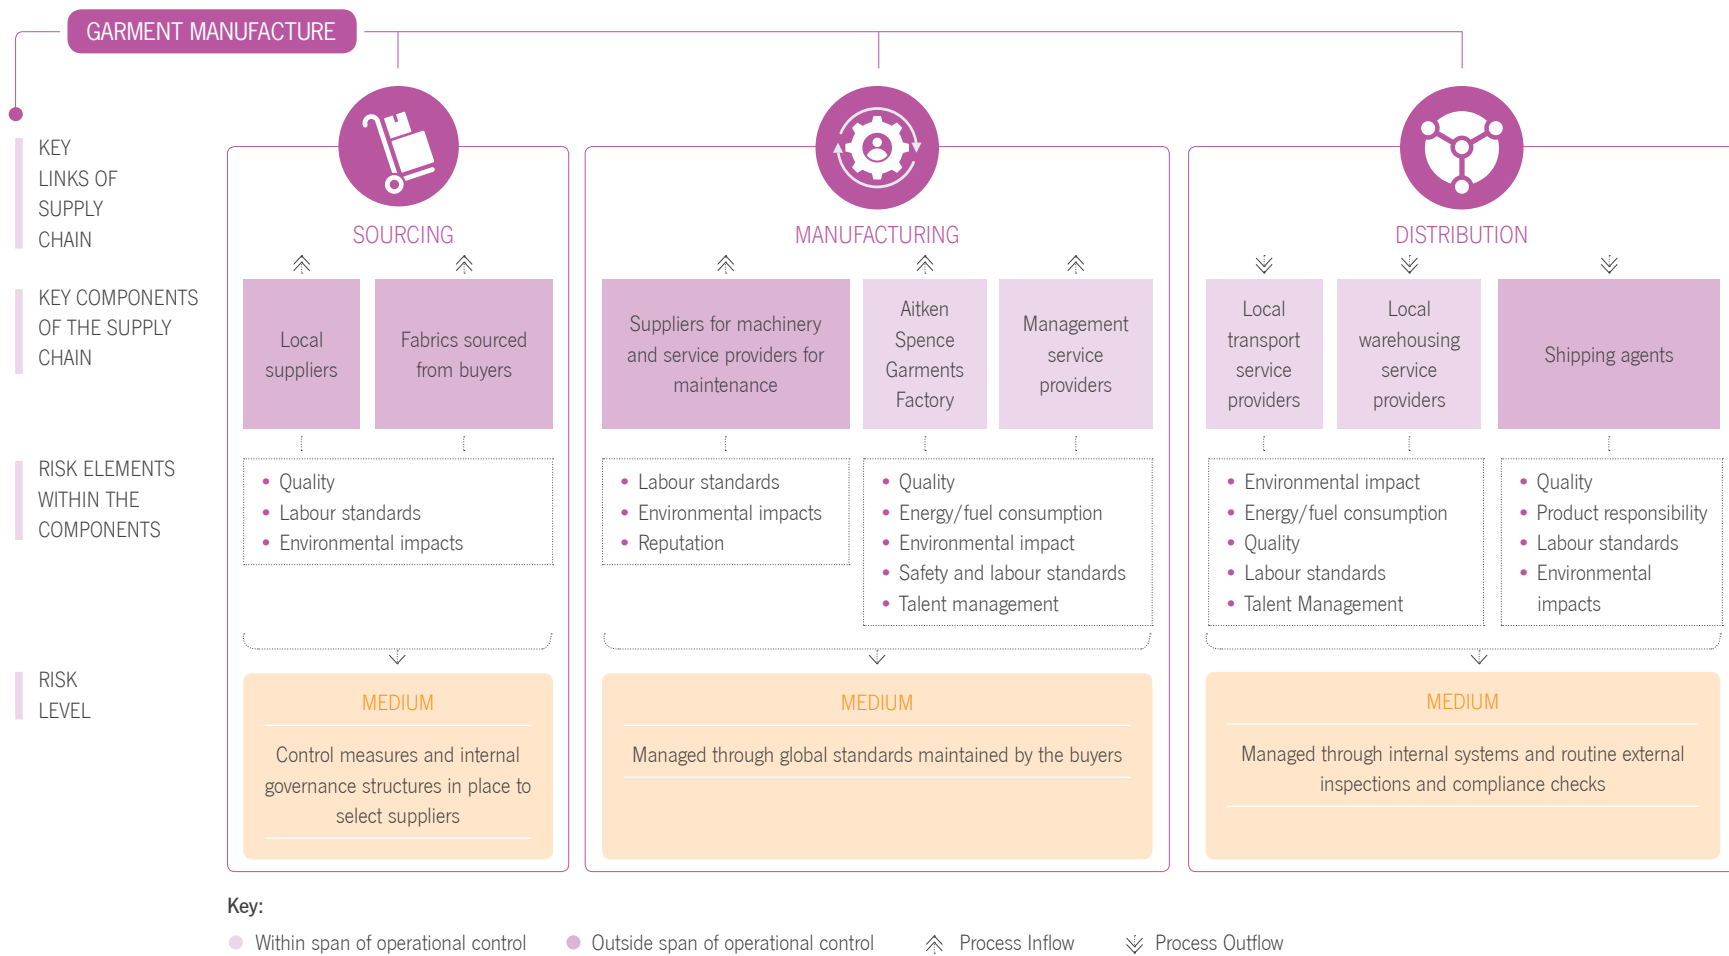 GARMENT MANUFACTURE
KEY
LINKS OF
SUPPLY
CHAIN
SOURCING
MANUFACTURING
DISTRIBUTION
KEY COMPONENTS
OF THE SUPPLY
CHAIN
Local
suppliers
Fabrics sourced
from buyers
Suppliers for machinery
and service providers for
maintenance
Aitken
Spence
Garments
Factory
Management
service
providers
Local
transport
service
providers
Local
warehousing
service
providers
Shipping agents
RISK ELEMENTS
WITHIN THE
COMPONENTS
• Quality
• Labour standards
• Environmental impacts
• Labour standards
• Environmental impacts
• Reputation
• Quality
• Energy/fuel consumption
• Environmental impact
• Safety and labour standards
• Talent management
• Environmental impact
• Energy/fuel consumption
• Quality
• Labour standards
• Talent Management
• Quality
• Product responsibility
• Labour standards
• Environmental
impacts
RISK
LEVEL
MEDIUM
Control measures and internal
governance structures in place to
select suppliers
MEDIUM
Managed through global standards maintained by the buyers
MEDIUM
Managed through internal systems and routine external
inspections and compliance checks
Key:
Within span of operational control
Outside span of operational control
Process Inflow
Process Outflow